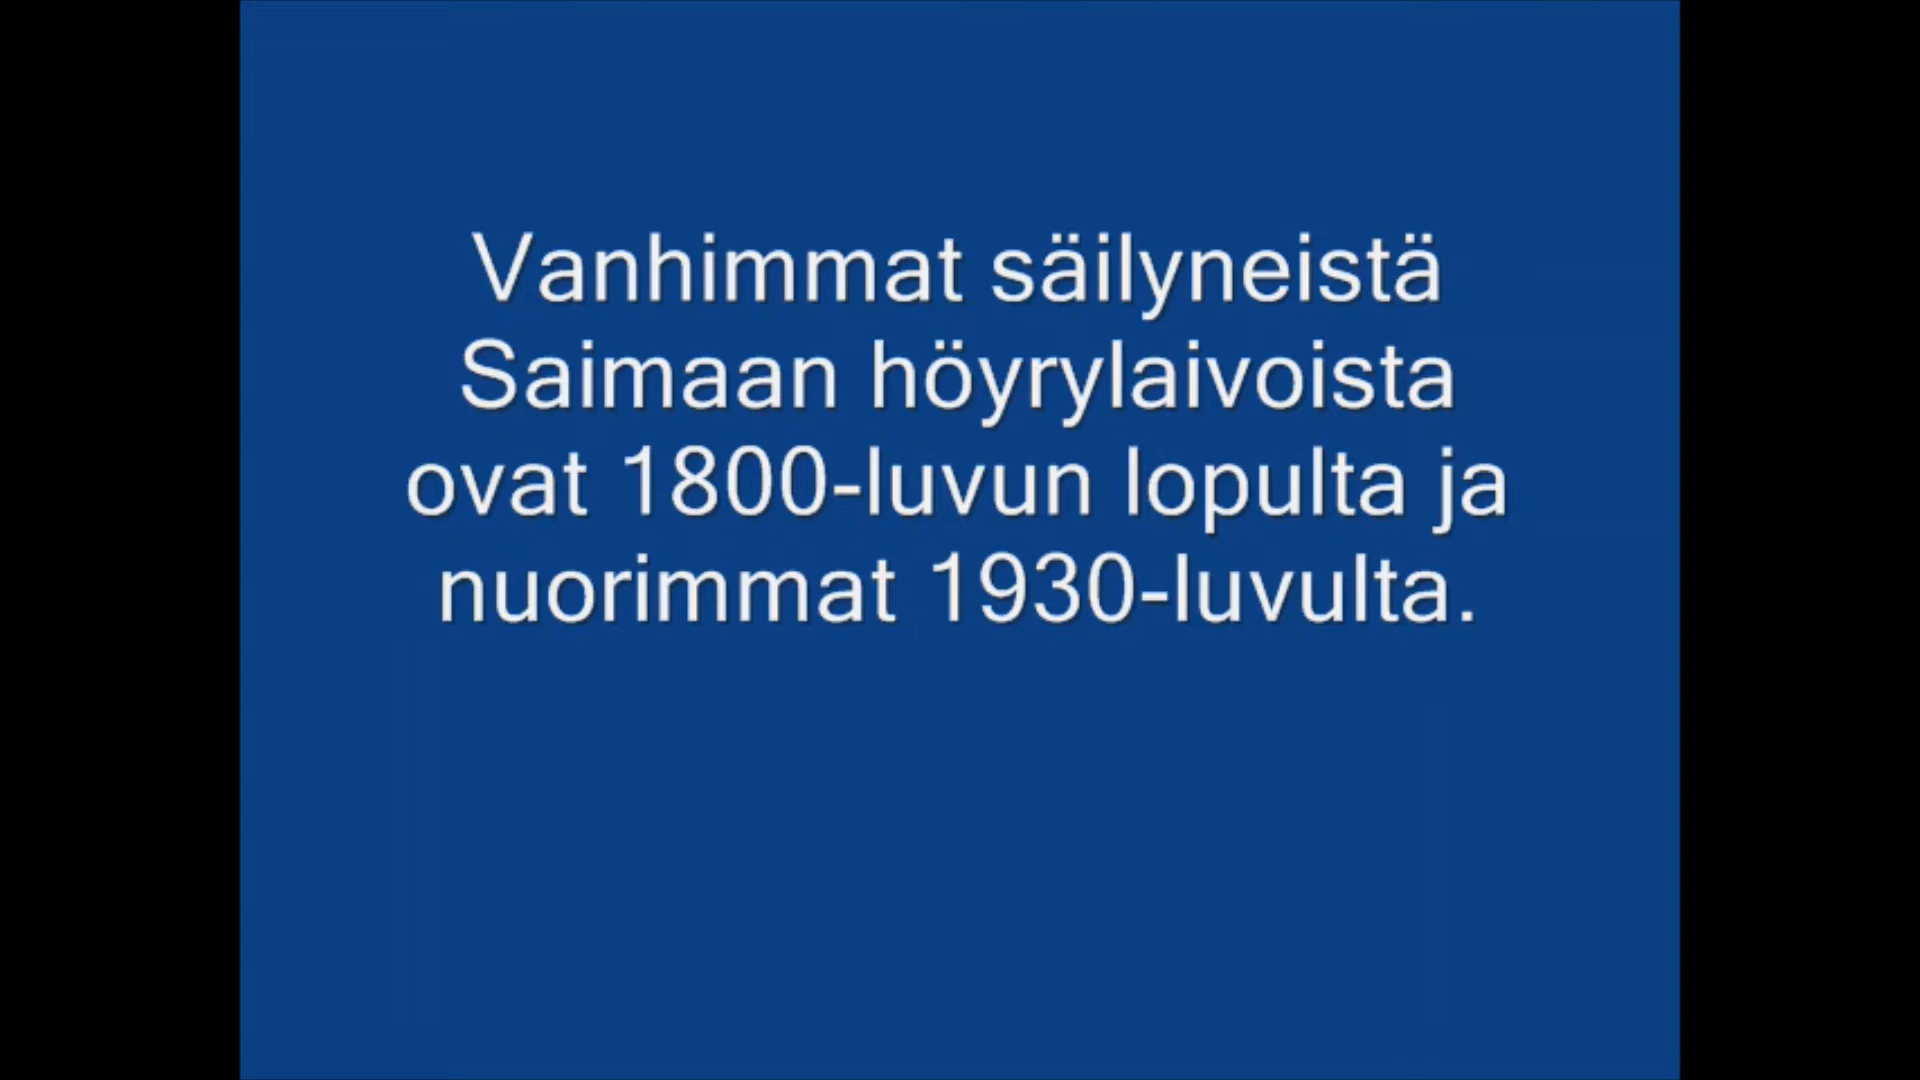 Vanhimmat säilyneistä
Saimaan höyrylaivoista
ovat 1800-luvun lopulta ja
nuorimmat 1930-luvulta.